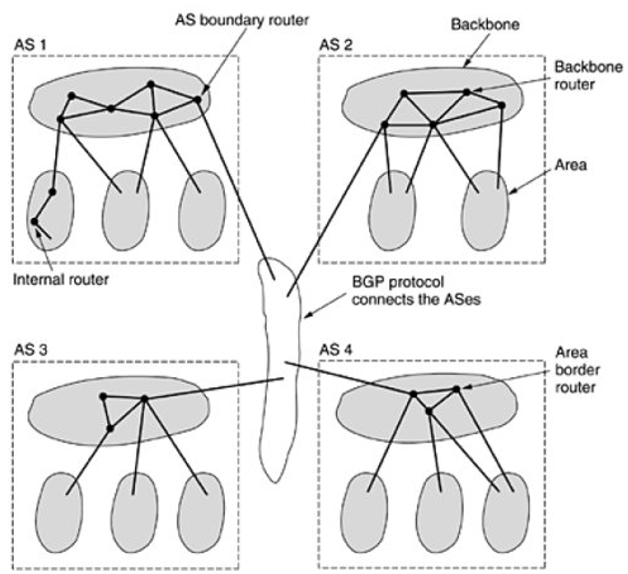 AS boundary router
Backbone
AS 1
AS 2
Backbone
router
Area
Internal router
BGP protocol
connects the ASes
AS 3
AS 4
Area
border
router